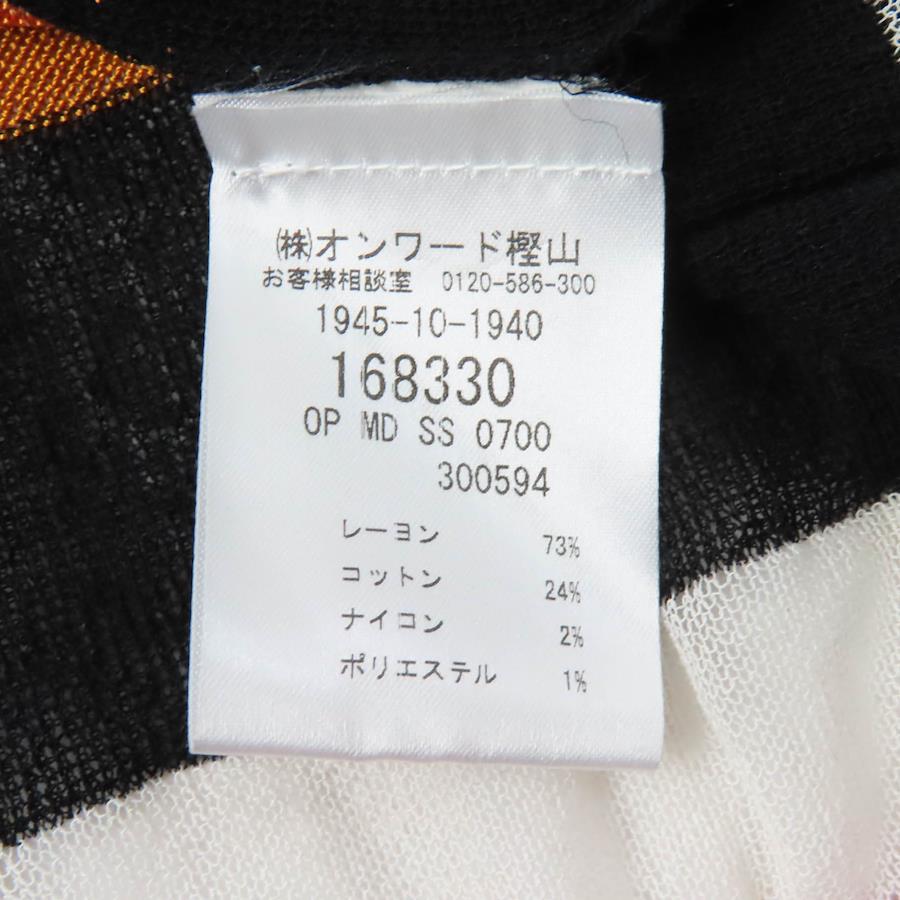 ㈱オンワード樫山
お客様相談室 0120-586-300
1945-10-1940
168330
OP MD SS 0700
300594
レーヨン 73%
コットン 24%
ナイロン 2%
ポリエステル 1%